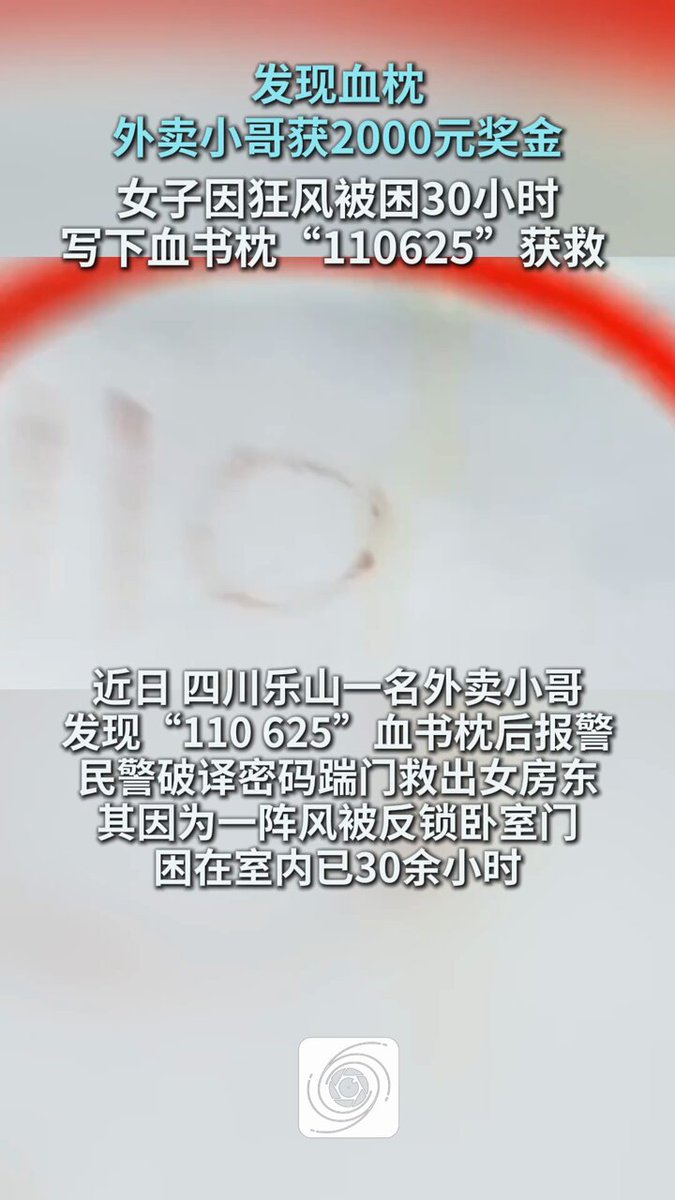 发现血枕
外卖小哥获2000元奖金
女子因狂风被困30小时
写下血书枕“110625”获救
110
近日 四川乐山一名外卖小哥
发现“110 625”血书枕后报警
民警破译密码踹门救出女房东
其因为一阵风被反锁卧室门
困在室内已30余小时